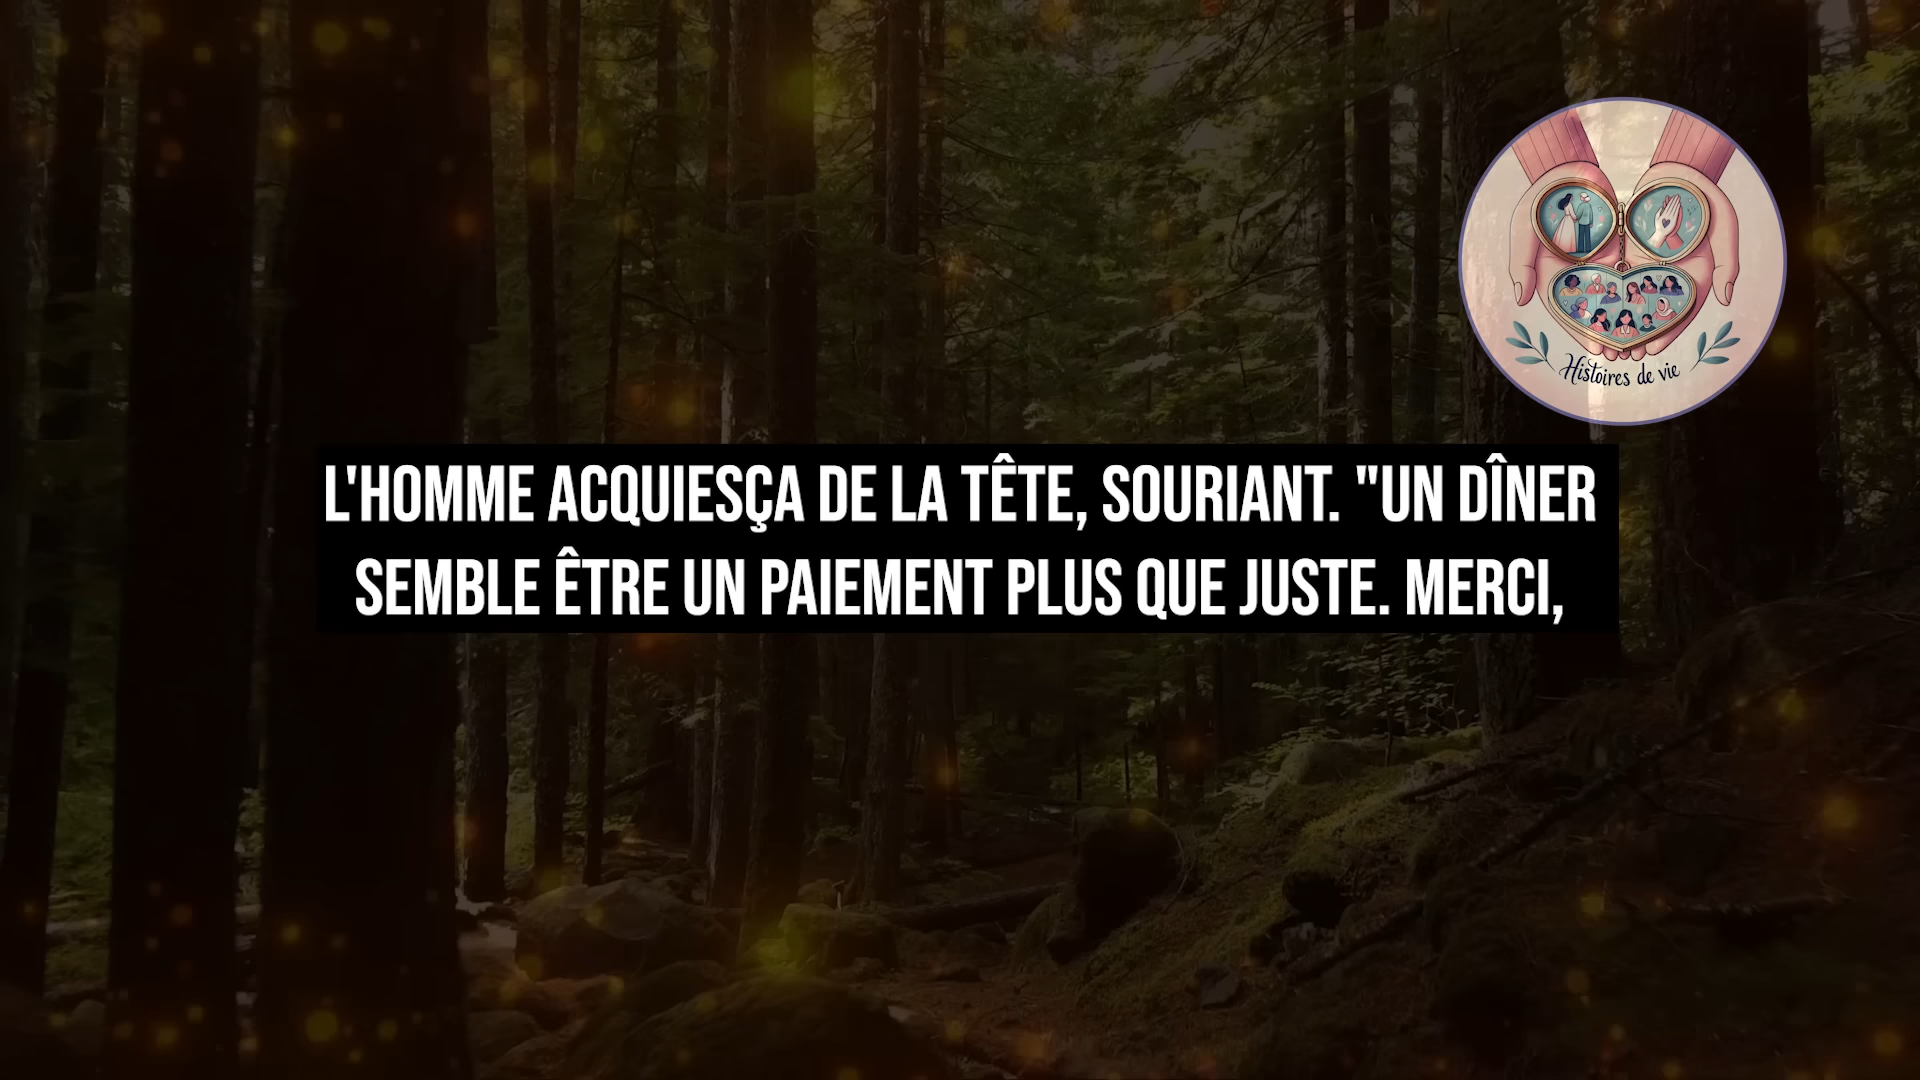 Histoires de vie
L'HOMME ACQUIESÇA DE LA TÊTE, SOURIANT. "UN DÎNER
SEMBLE ÊTRE UN PAIEMENT PLUS QUE JUSTE. MERCI,